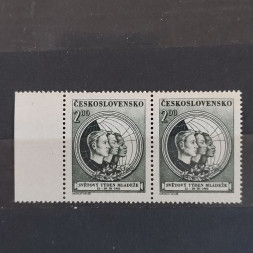 ČESKOSLOVENSKO
2.00
SVĚTOVÝ TÝDEN MLÁDEŽE
ČESKOSLOVENSKO
2.00
SVĚTOVÝ TÝDEN MLÁDEŽE